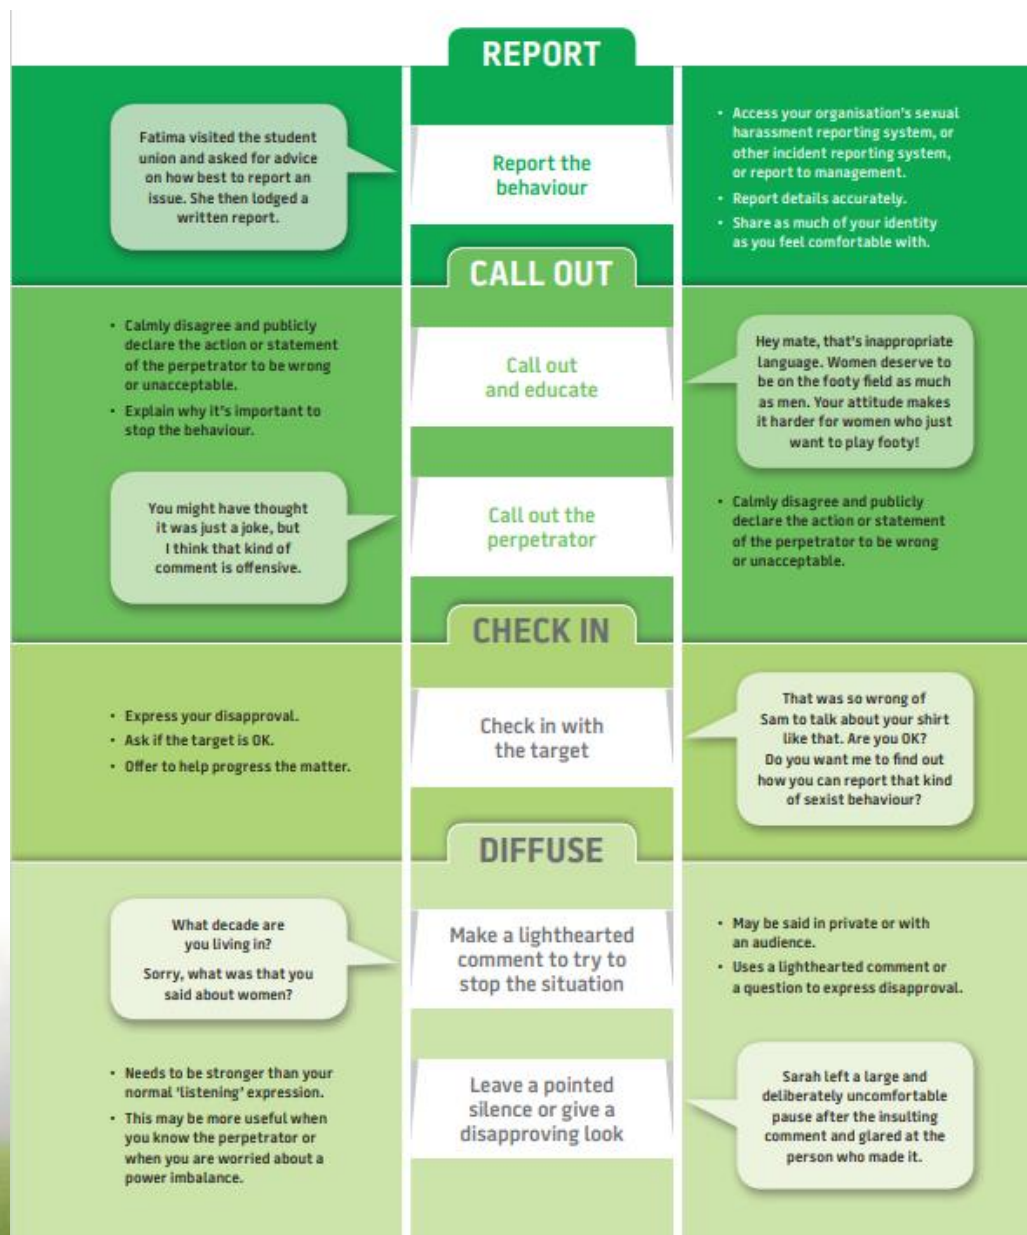 REPORT
Fatima visited the student
union and asked for advice
on how best to report an
issue. She then lodged a
written report.
Report the
behaviour
• Access your organisation's sexual
harassment reporting system, or
other incident reporting system,
or report to management.
• Report details accurately.
• Share as much of your identity
as you feel comfortable with.
CALL OUT
• Calmly disagree and publicly
declare the action or statement
of the perpetrator to be wrong
or unacceptable.
• Explain why it's important to
stop the behaviour.
Call out
and educate
Hey mate, that's inappropriate
language. Women deserve to
be on the footy field as much
as men. Your attitude makes
it harder for women who just
want to play footy!
You might have thought
it was just a joke, but
I think that kind of
comment is offensive.
Call out the
perpetrator
• Calmly disagree and publicly
declare the action or statement
of the perpetrator to be wrong
or unacceptable.
CHECK IN
• Express your disapproval.
• Ask if the target is OK.
• Offer to help progress the matter.
Check in with
the target
That was so wrong of
Sam to talk about your shirt
like that. Are you OK?
Do you want me to find out
how you can report that kind
of sexist behaviour?
DIFFUSE
What decade are
you living in?
Sorry, what was that you
said about women?
Make a lighthearted
comment to try to
stop the situation
• May be said in private or with
an audience.
• Uses a lighthearted comment or
a question to express disapproval.
• Needs to be stronger than your
normal 'listening' expression.
• This may be more useful when
you know the perpetrator or
when you are worried about a
power imbalance.
Leave a pointed
silence or give a
disapproving look
Sarah left a large and
deliberately uncomfortable
pause after the insulting
comment and glared at the
person who made it.